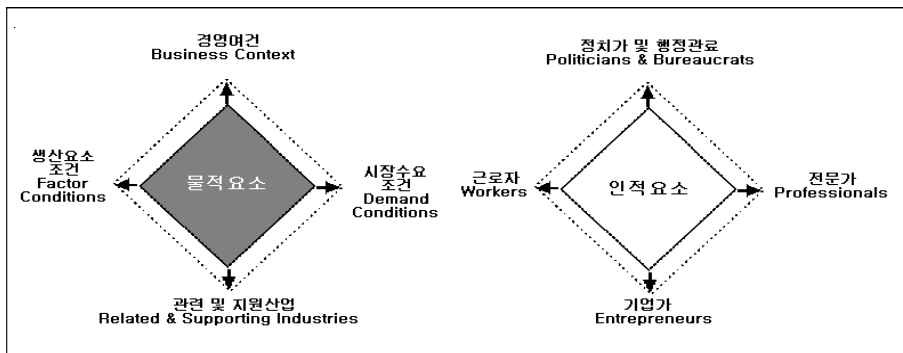 경영여건
Business Context
생산요소
조건
Factor
Conditions
물적요소
시장수요
조건
Demand
Conditions
관련 및 지원산업
Related & Supporting Industries
정치가 및 행정관료
Politicians & Bureaucrats
근로자
Workers
인적요소
전문가
Professionals
기업가
Entrepreneurs